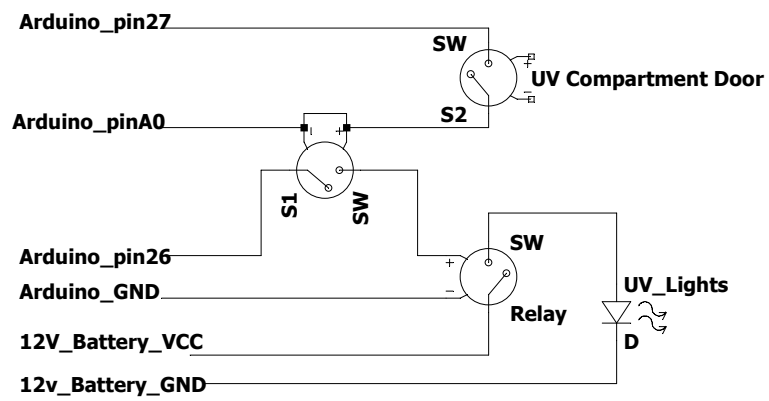 Arduino_pin27
SW
+
UV Compartment Door
−
S2
Arduino_pinA0
− +
S1
SW
Arduino_pin26
SW
+
Arduino_GND
−
UV_Lights
Relay
12V_Battery_VCC
D
12v_Battery_GND